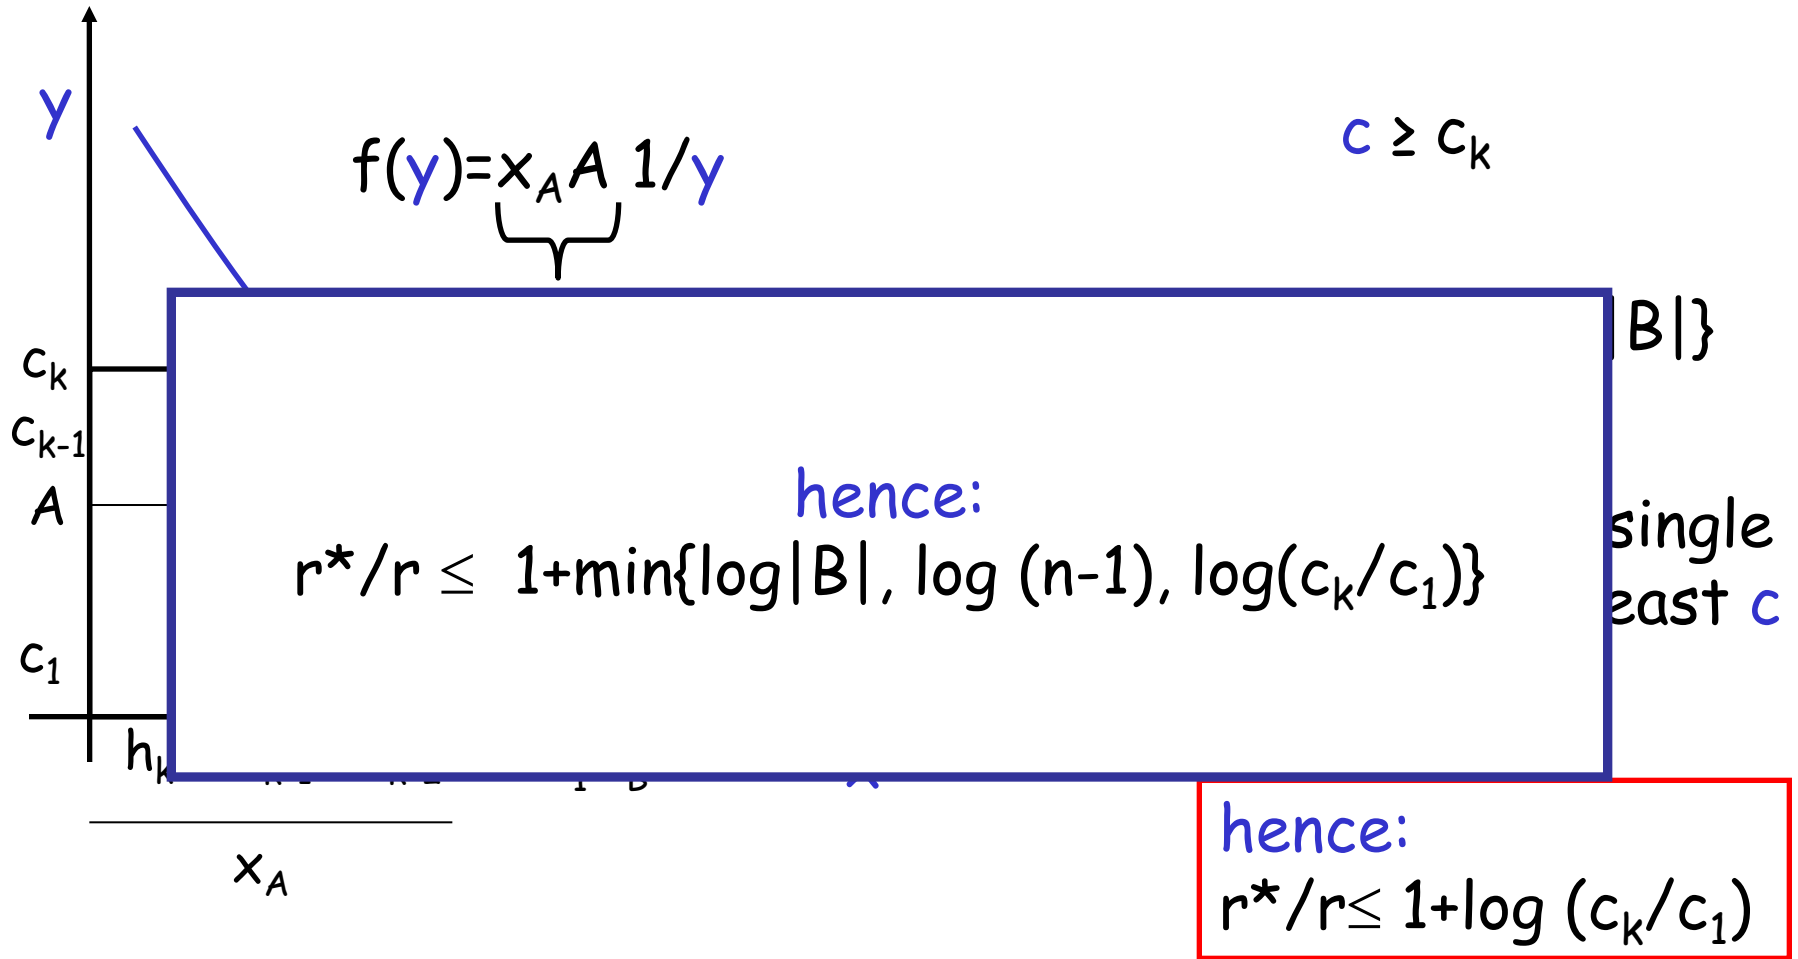 y
f(y)=x_A A 1/y
c ≥ c_k
|B|}
c_k
c_{k-1}
A
single
east c
hence:
r*/r ≤ 1+min{log|B|, log (n-1), log(c_k/c_1)}
c_1
h_k
x_A
hence:
r*/r≤ 1+log (c_k/c_1)